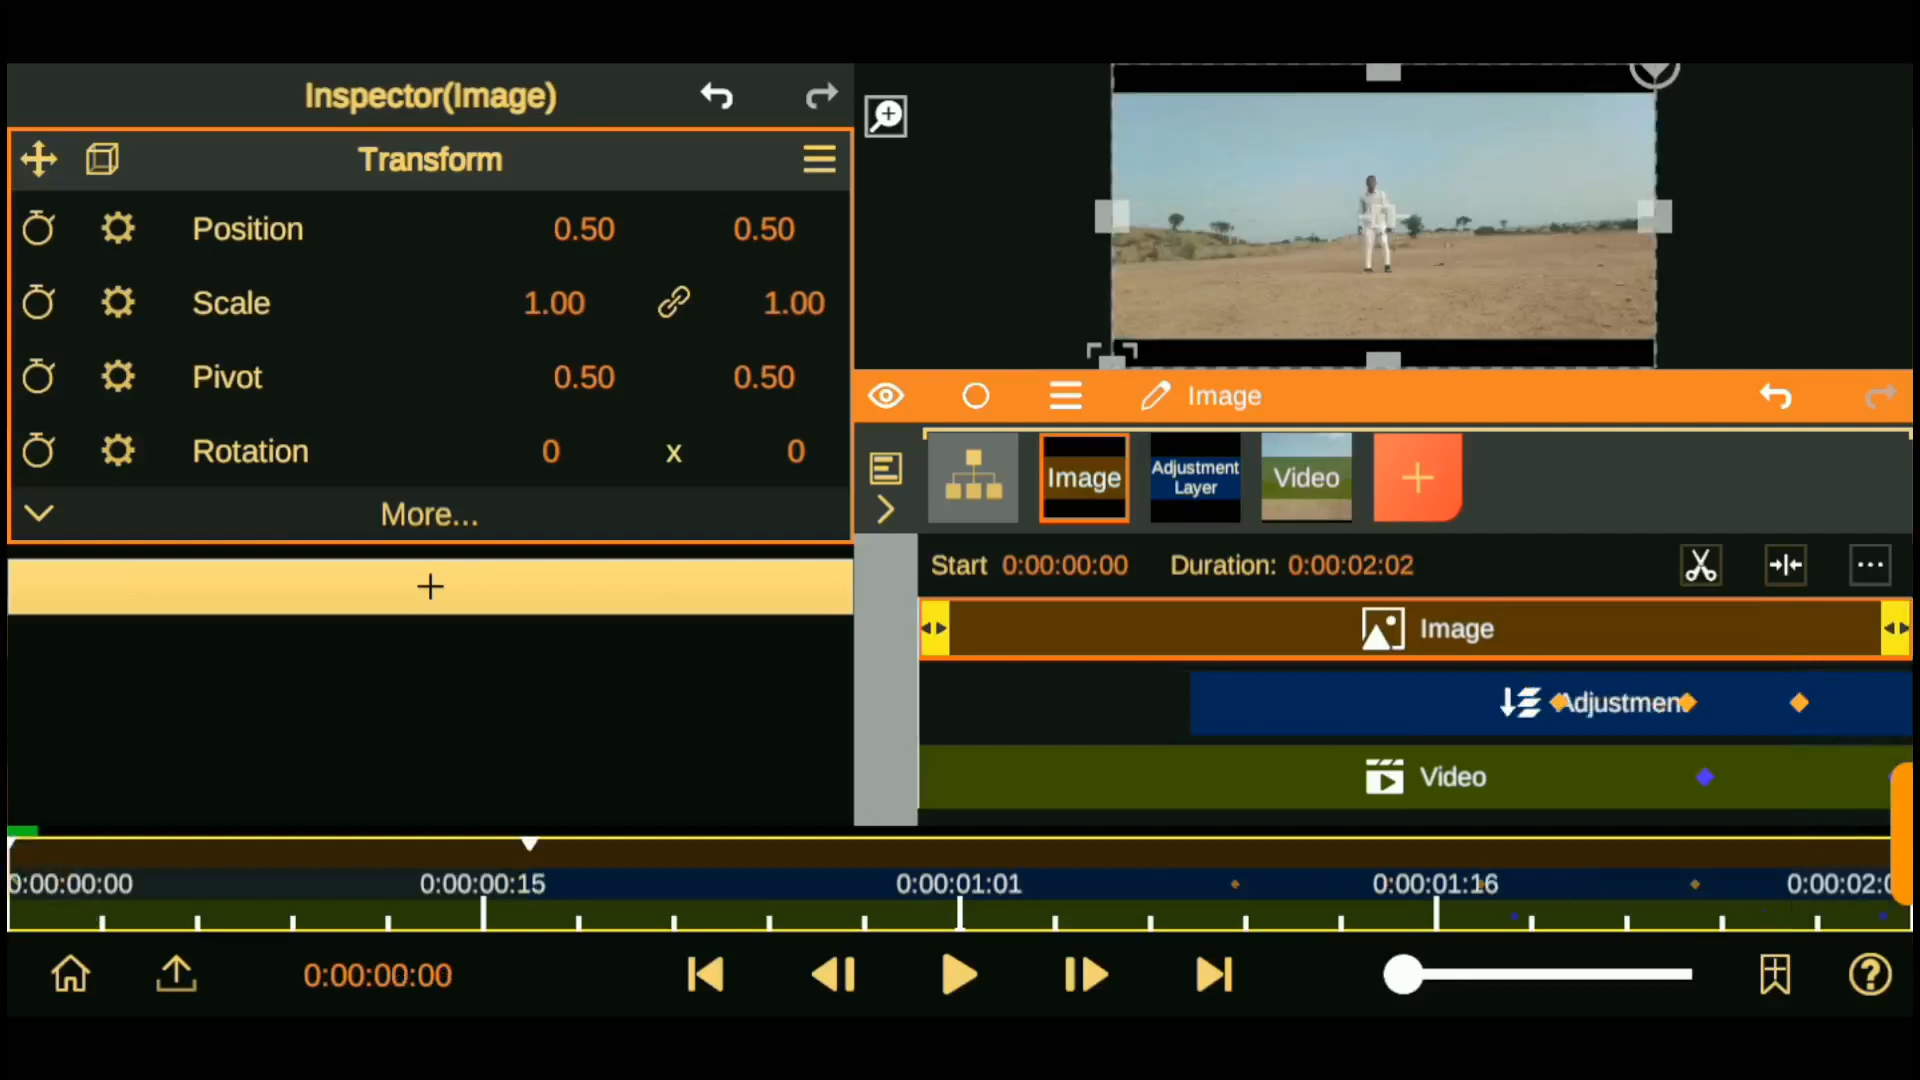 Inspector(Image)
Transform
Position 0.50 0.50
Scale 1.00 1.00
Pivot 0.50 0.50
Rotation 0 x 0
More...
Image
Image
Adjustment
Layer
Video
Start 0:00:00:00 Duration: 0:00:02:02
Image
Adjustment
Video
0:00:00:00 0:00:00:15 0:00:01:01 0:00:01:16 0:00:02:0
0:00:00:00